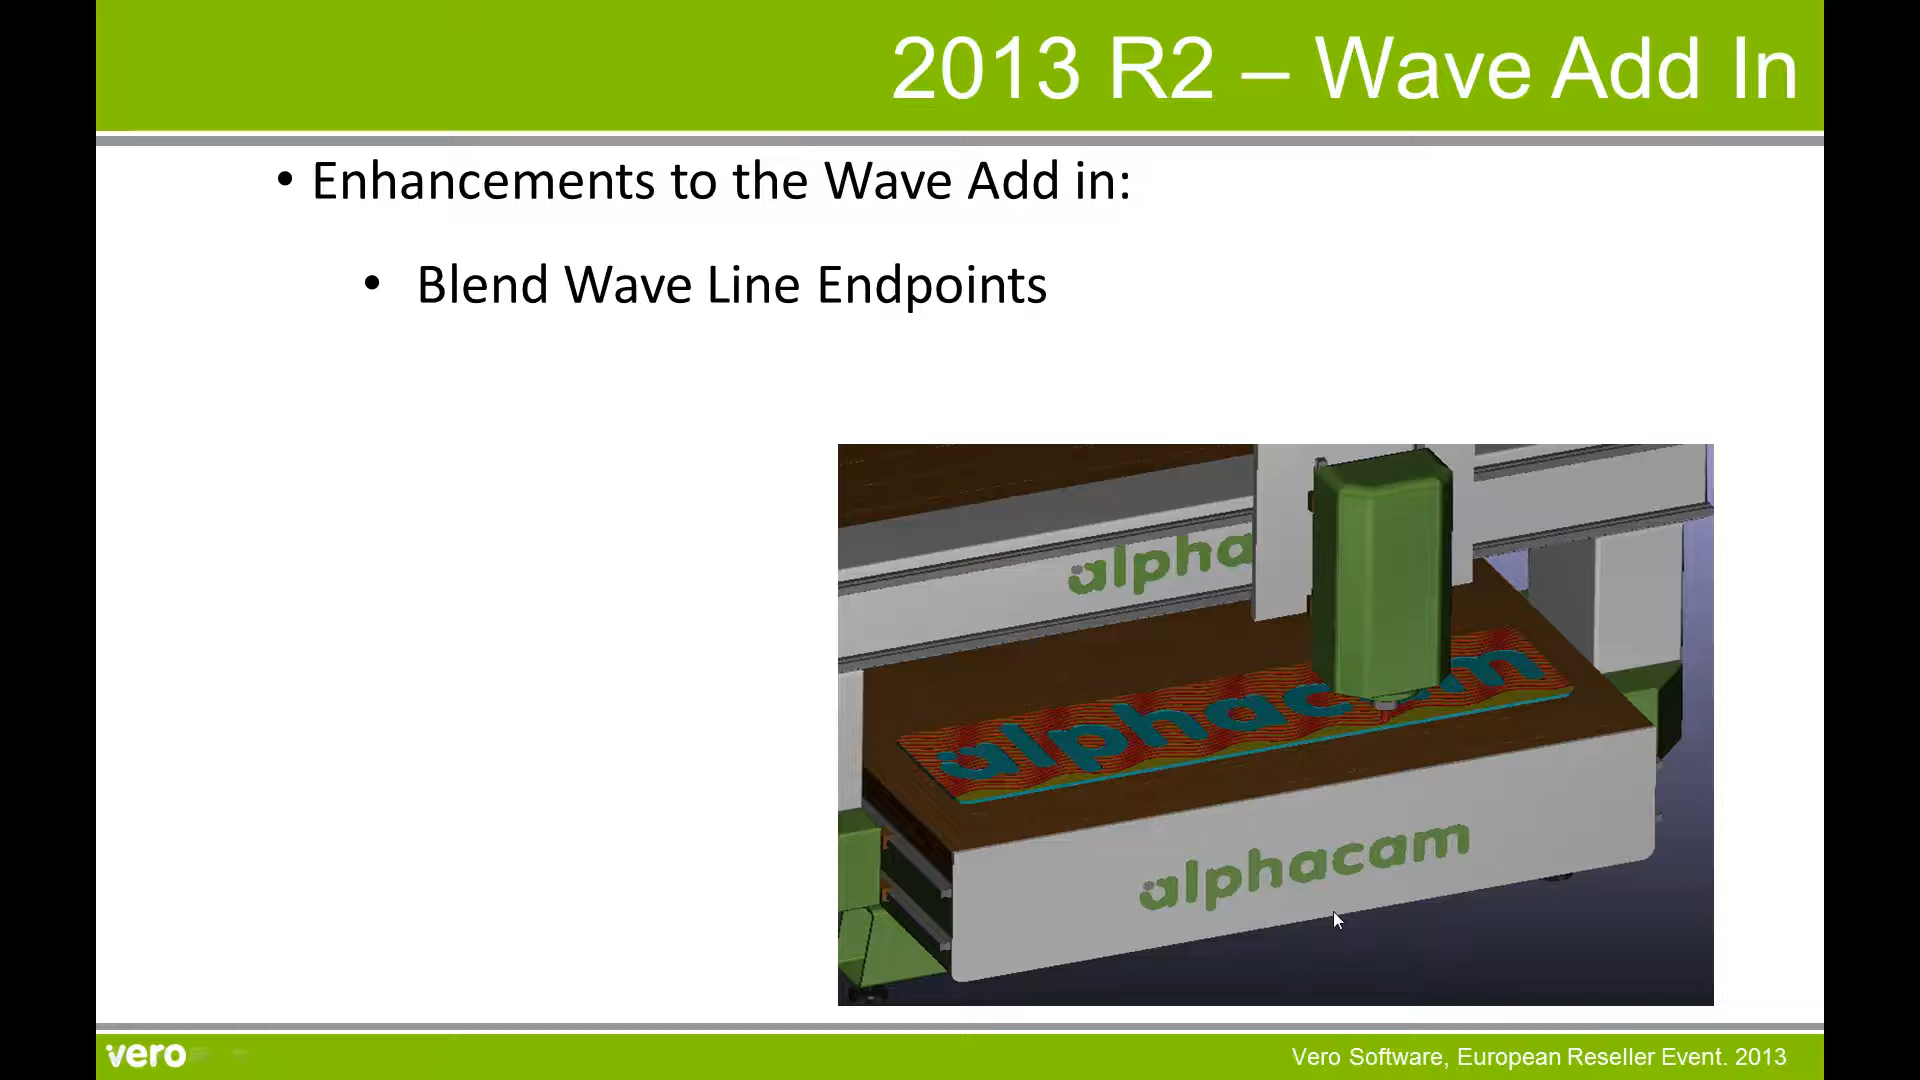 2013 R2 – Wave Add In
• Enhancements to the Wave Add in:
• Blend Wave Line Endpoints
alpha
alphacam
alphacam
vero
Vero Software, European Reseller Event. 2013